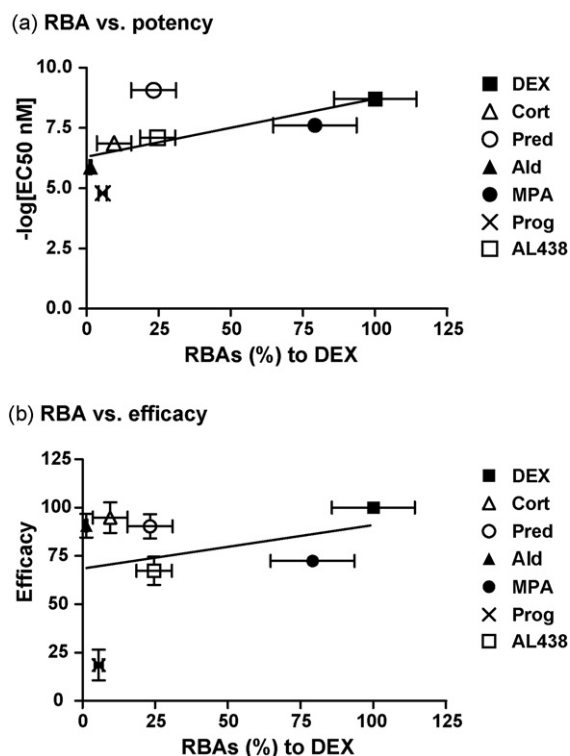 (a) RBA vs. potency
10.0
7.5
5.0
2.5
0.0
-log[EC50 nM]
0 25 50 75 100 125
RBAs (%) to DEX
DEX
Cort
Pred
Ald
MPA
Prog
AL438
(b) RBA vs. efficacy
125
100
75
50
25
0
Efficacy
0 25 50 75 100 125
RBAs (%) to DEX
DEX
Cort
Pred
Ald
MPA
Prog
AL438